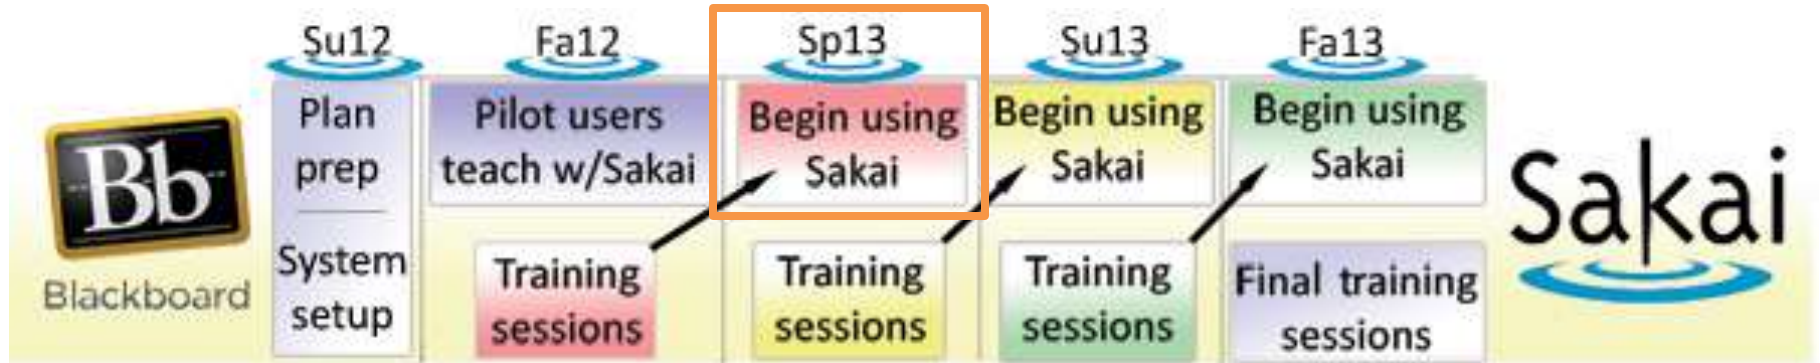 Su12
Fa12
Sp13
Su13
Fa13
Bb
Blackboard
Plan
prep
System
setup
Pilot users
teach w/Sakai
Training
sessions
Begin using
Sakai
Training
sessions
Begin using
Sakai
Training
sessions
Begin using
Sakai
Final training
sessions
Sakai